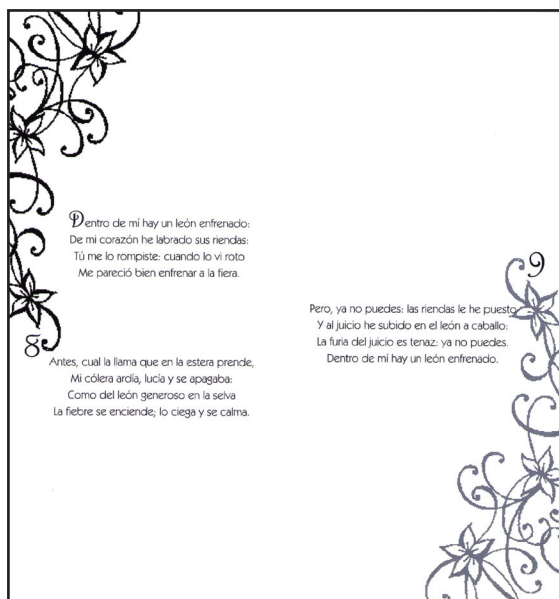 Dentro de mí hay un león enfrenado:
De mi corazón he labrado sus riendas:
Tú me lo rompiste: cuando lo vi roto
Me pareció bien enfrenar a la fiera.
8
Antes, cual la llama que en la estera prende,
Mi cólera ardía, lucía y se apagaba:
Como del león generoso en la selva
La fiebre se enciende; lo ciega y se calma.
9
Pero, ya no puedes: las riendas le he puesto
Y al juicio he subido en el león a caballo:
La furia del juicio es tenaz: ya no puedes.
Dentro de mí hay un león enfrenado.